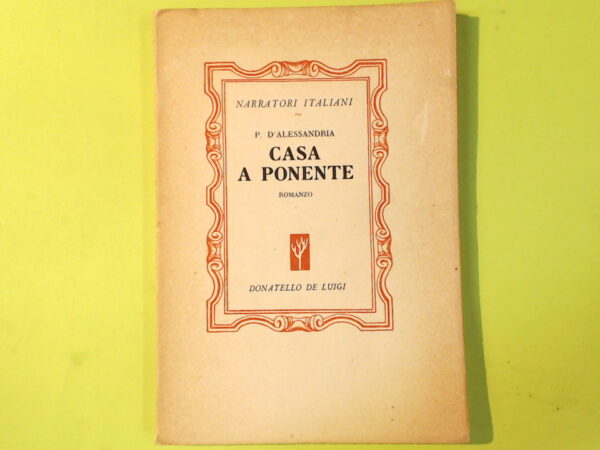 NARRATORI ITALIANI
P. D'ALESSANDRIA
CASA
A PONENTE
ROMANZO
DONATELLO DE LUIGI